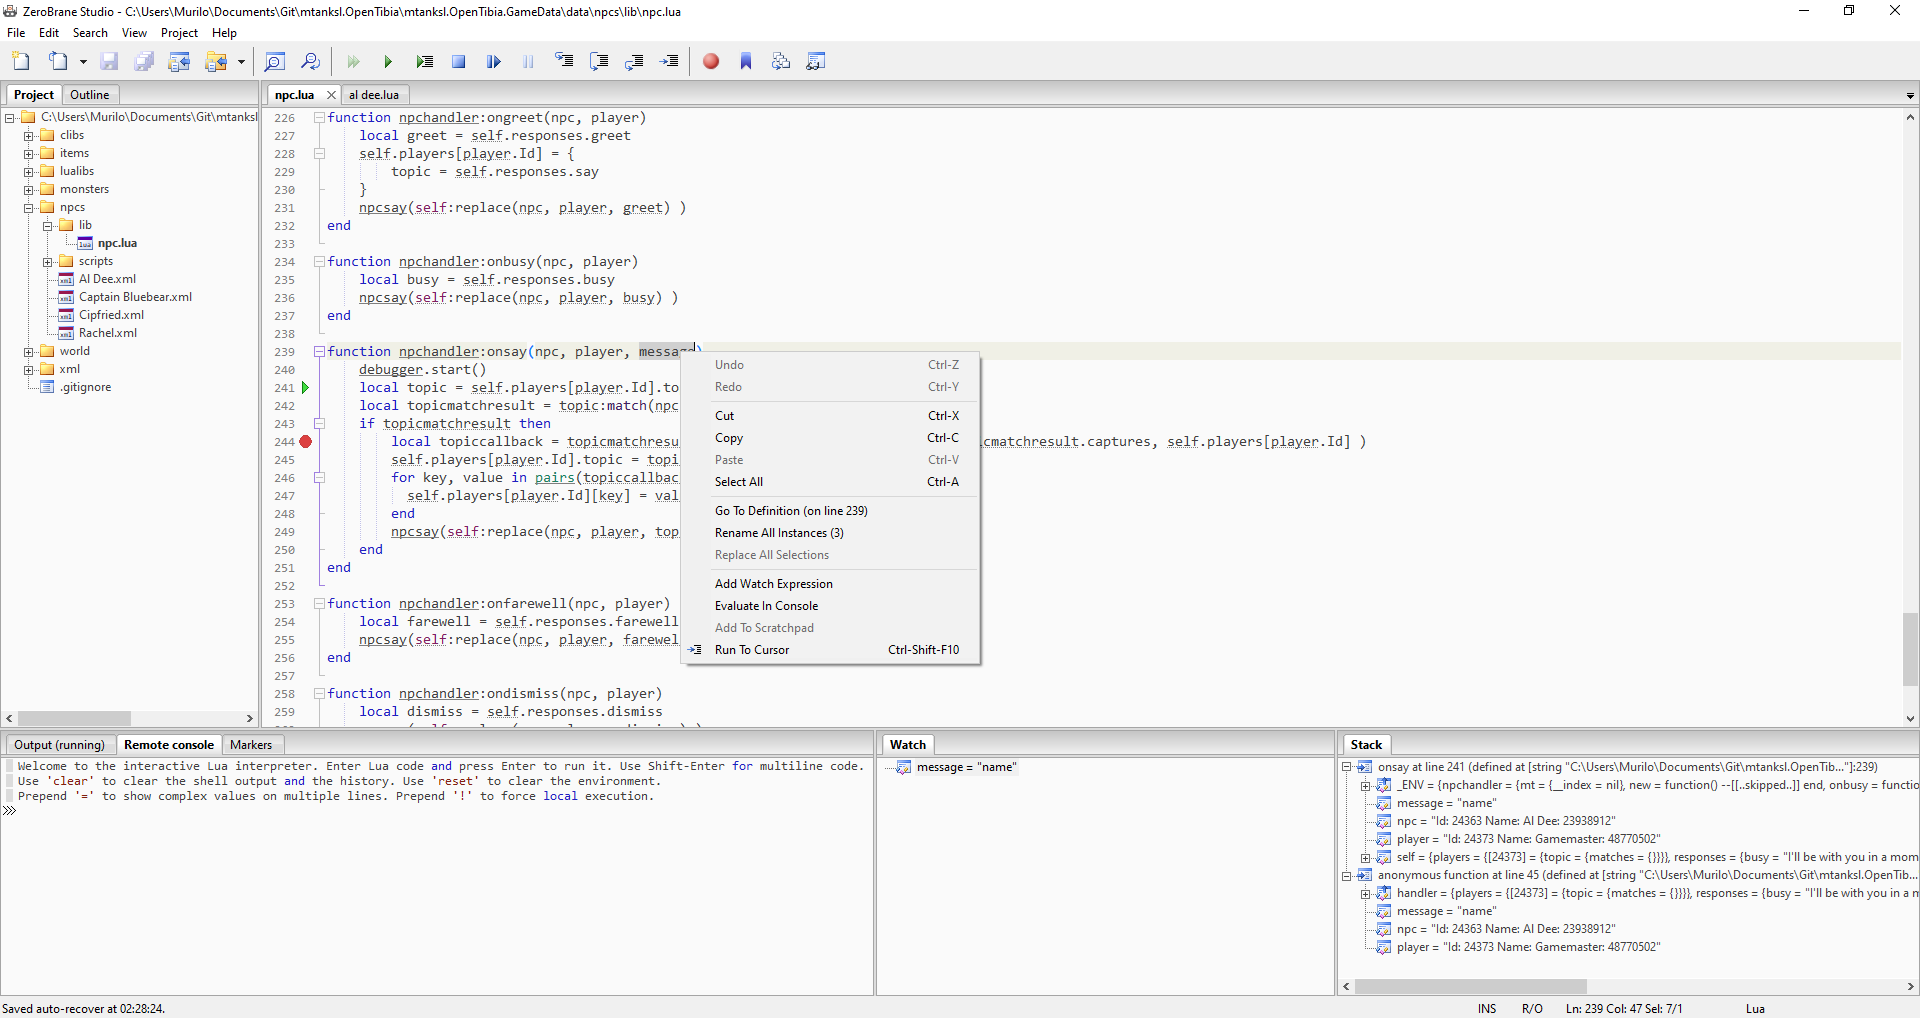 ZeroBrane Studio - C:\Users\Murilo\Documents\Git\mtanksl.OpenTibia\mtanksl.OpenTibia.GameData\data\npcs\lib\npc.lua
File Edit Search View Project Help
Project Outline
C:\Users\Murilo\Documents\Git\mtanksl
clibs
items
lualibs
monsters
npcs
lib
npc.lua
scripts
Al Dee.xml
Captain Bluebear.xml
Cipfried.xml
Rachel.xml
world
xml
.gitignore
npc.lua al dee.lua
226 function npchandler:ongreet(npc, player)
227 local greet = self.responses.greet
228 self.players[player.Id] = {
229 topic = self.responses.say
230 }
231 npcsay(self:replace(npc, player, greet) )
232 end
233
234 function npchandler:onbusy(npc, player)
235 local busy = self.responses.busy
236 npcsay(self:replace(npc, player, busy) )
237 end
238
239 function npchandler:onsay(npc, player, message)
240 debugger.start()
241 local topic = self.players[player.Id].to
242 local topicmatchresult = topic:match(npc
243 if topicmatchresult then
244 local topiccallback = topicmatchresu cmatchresult.captures, self.players[player.Id] )
245 self.players[player.Id].topic = topi
246 for key, value in pairs(topiccallbac
247 self.players[player.Id][key] = val
248 end
249 npcsay(self:replace(npc, player, top
250 end
251 end
252
253 function npchandler:onfarewell(npc, player)
254 local farewell = self.responses.farewell
255 npcsay(self:replace(npc, player, farewel
256 end
257
258 function npchandler:ondismiss(npc, player)
259 local dismiss = self.responses.dismiss
Undo Ctrl-Z
Redo Ctrl-Y
Cut Ctrl-X
Copy Ctrl-C
Paste Ctrl-V
Select All Ctrl-A
Go To Definition (on line 239)
Rename All Instances (3)
Replace All Selections
Add Watch Expression
Evaluate In Console
Add To Scratchpad
Run To Cursor Ctrl-Shift-F10
Output (running) Remote console Markers
Welcome to the interactive Lua interpreter. Enter Lua code and press Enter to run it. Use Shift-Enter for multiline code.
Use 'clear' to clear the shell output and the history. Use 'reset' to clear the environment.
Prepend '=' to show complex values on multiple lines. Prepend '!' to force local execution.
Watch
message = "name"
Stack
onsay at line 241 (defined at [string "C:\Users\Murilo\Documents\Git\mtanksl.OpenTib..."]:239)
_ENV = {npchandler = {mt = {__index = nil}, new = function() --[[..skipped..]] end, onbusy = functio
message = "name"
npc = "Id: 24363 Name: Al Dee: 23938912"
player = "Id: 24373 Name: Gamemaster: 48770502"
self = {players = {[24373] = {topic = {matches = {}}}}, responses = {busy = "I'll be with you in a mom
anonymous function at line 45 (defined at [string "C:\Users\Murilo\Documents\Git\mtanksl.OpenTib...
handler = {players = {[24373] = {topic = {matches = {}}}}, responses = {busy = "I'll be with you in a m
message = "name"
npc = "Id: 24363 Name: Al Dee: 23938912"
player = "Id: 24373 Name: Gamemaster: 48770502"
Saved auto-recover at 02:28:24.
INS R/O Ln: 239 Col: 47 Sel: 7/1 Lua